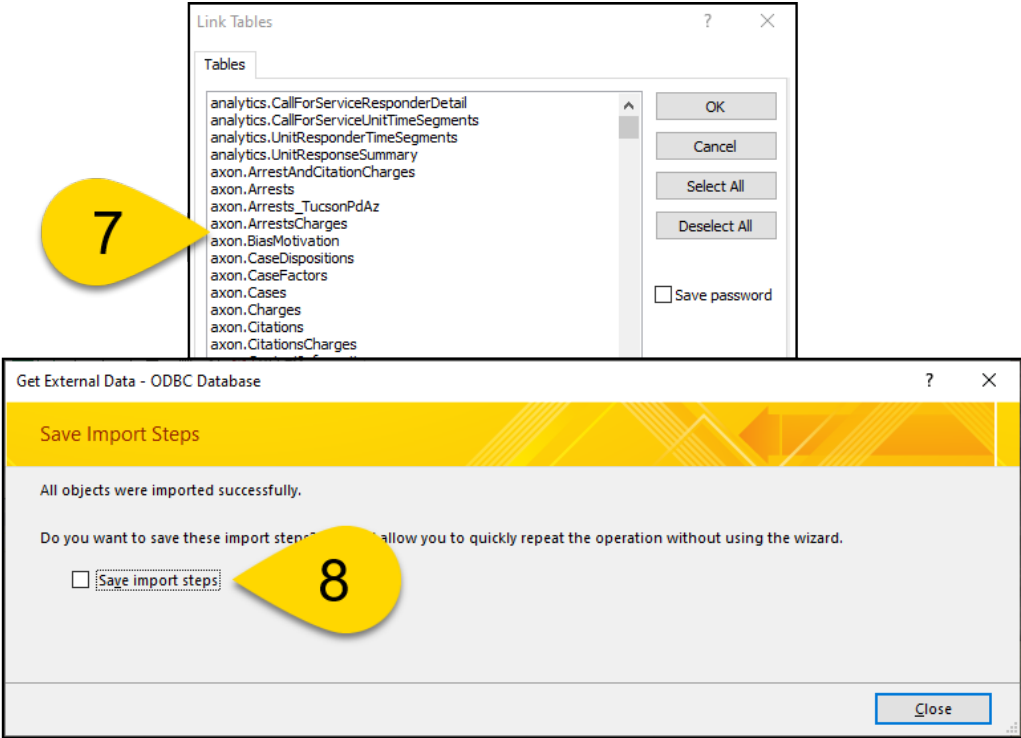 Link Tables
Tables
analytics.CallForServiceResponderDetail
analytics.CallForServiceUnitTimeSegments
analytics.UnitResponderTimeSegments
analytics.UnitResponseSummary
axon.ArrestAndCitationCharges
axon.Arrests
axon.Arrests_TucsonPdAz
axon.ArrestsCharges
axon.BiasMotivation
axon.CaseDispositions
axon.CaseFactors
axon.Cases
axon.Charges
axon.Citations
axon.CitationsCharges
OK
Cancel
Select All
Deselect All
Save password
7
Get External Data - ODBC Database
Save Import Steps
All objects were imported successfully.
Do you want to save these import steps? allow you to quickly repeat the operation without using the wizard.
Save import steps
8
Close